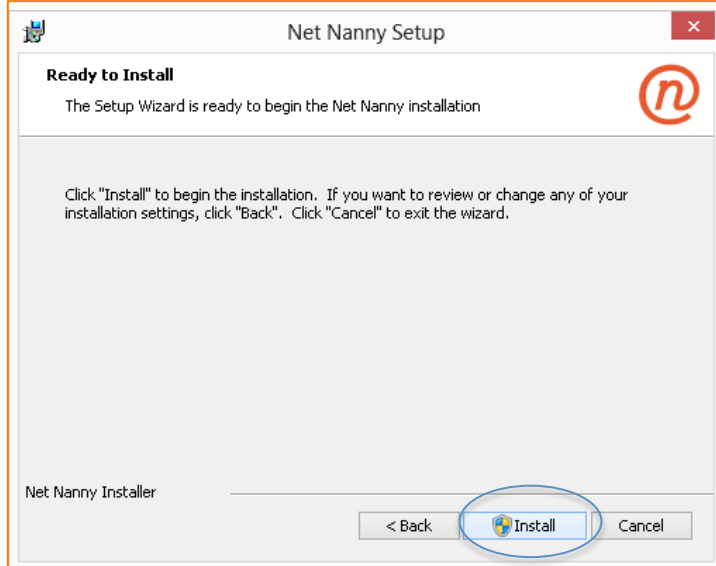 Net Nanny Setup
Ready to Install
The Setup Wizard is ready to begin the Net Nanny installation
Click "Install" to begin the installation. If you want to review or change any of your
installation settings, click "Back". Click "Cancel" to exit the wizard.
Net Nanny Installer
< Back Install Cancel